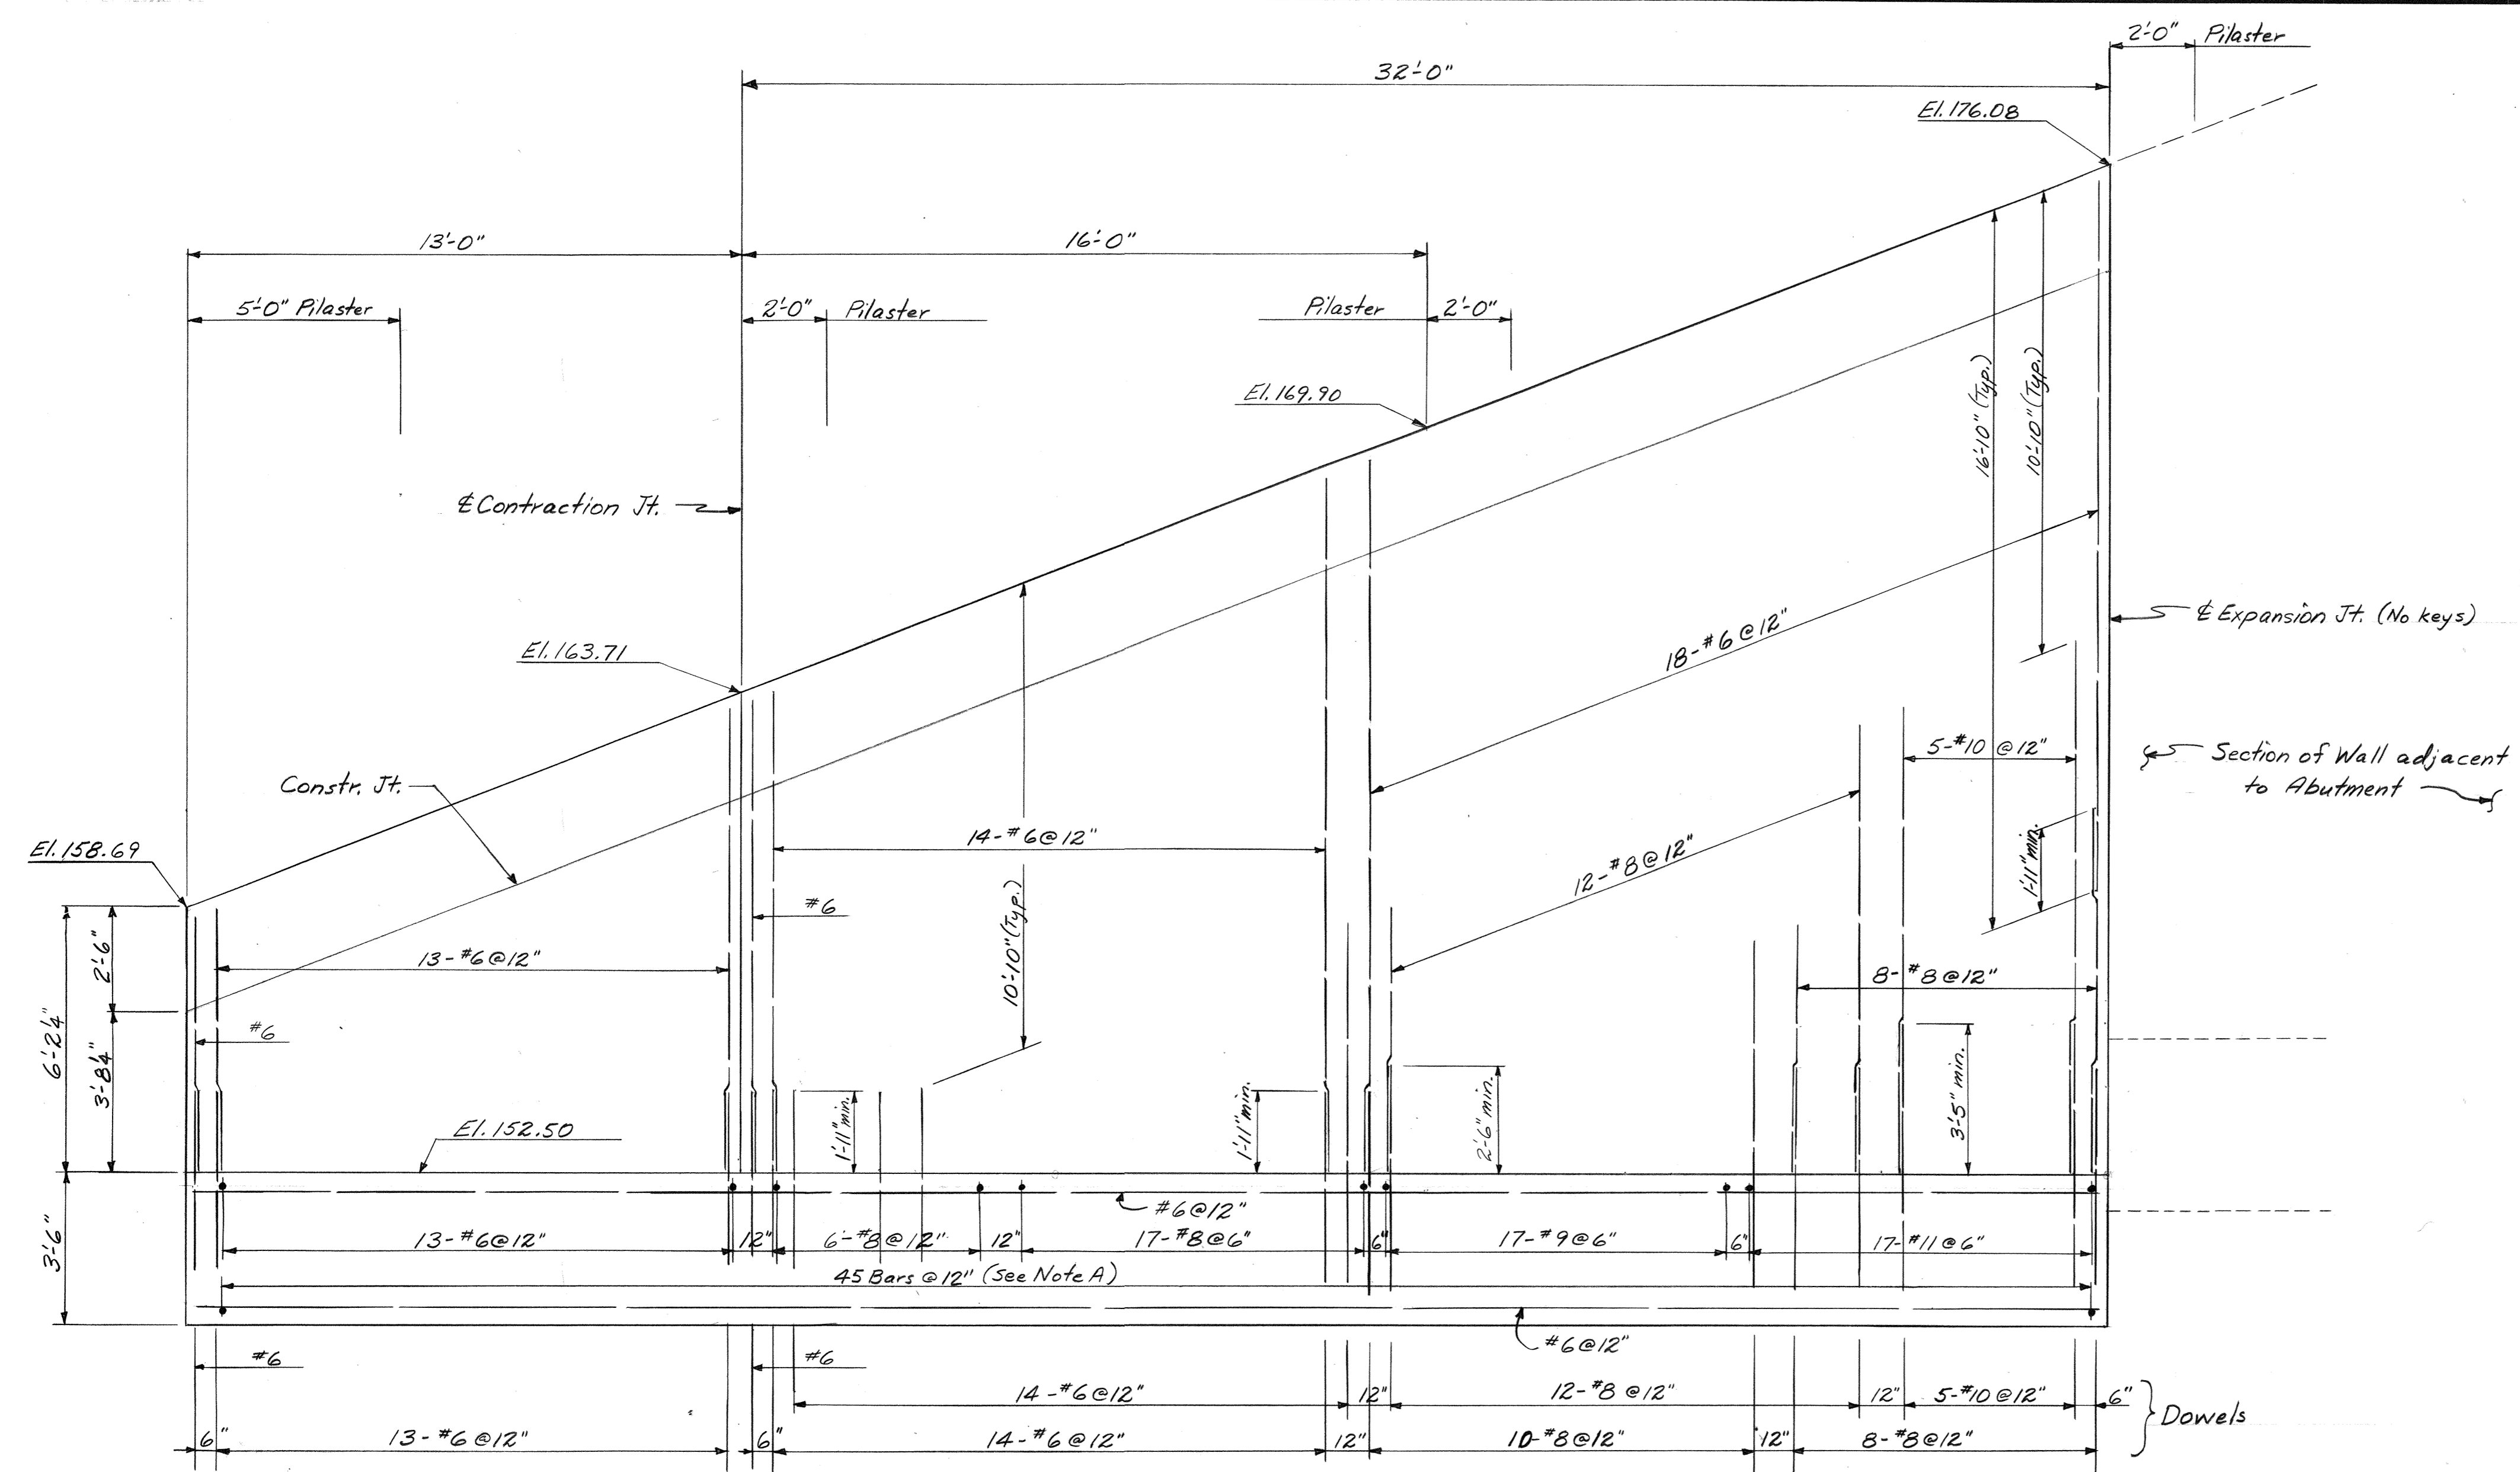 2'-0" Pilaster
32'-0"
El. 176.08
13'-0"
16'-0"
5'-0" Pilaster
2'-0" Pilaster
Pilaster 2'-0"
16'-10" (Typ.)
10'-10" (Typ.)
El. 169.90
℄ Contraction Jt.
℄ Expansion Jt. (No keys)
18-#6@12"
El. 163.71
5-#10@12"
Section of Wall adjacent
to Abutment
Constr. Jt.
14-#6@12"
El. 158.69
12-#8@12"
1'-11" min.
#6
10'-10" (Typ.)
13-#6@12"
2'-6"
8-#8@12"
6'-2¼"
3'-8¼"
#6
1'-11" min.
1'-11" min.
2'-6" min.
3'-5" min.
El. 152.50
3'-6"
#6@12"
13-#6@12" 12" 6-#8@12" 12" 17-#8@6" 6" 17-#9@6" 6" 17-#11@6"
45 Bars @ 12" (See Note A)
#6@12"
#6 #6
14-#6@12" 12" 12-#8@12" 12" 5-#10@12" 6"
Dowels
6" 13-#6@12" 6" 14-#6@12" 12" 10-#8@12" 12" 8-#8@12"